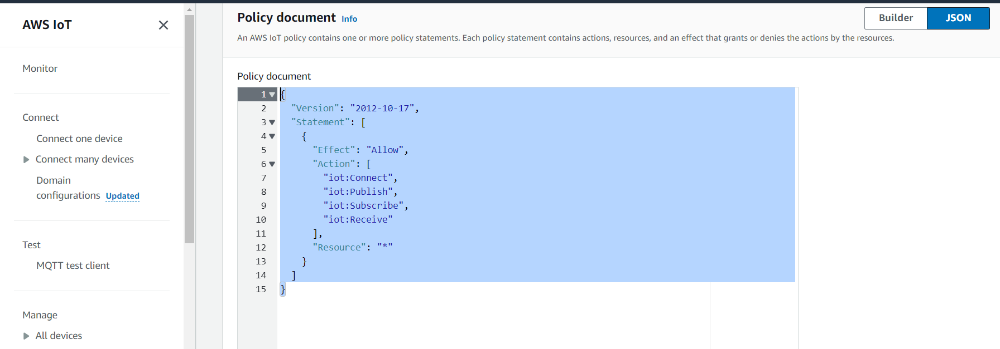 AWS IoT
Monitor
Connect
Connect one device
Connect many devices
Domain
configurations Updated
Test
MQTT test client
Manage
All devices
Policy document Info
Builder JSON
An AWS IoT policy contains one or more policy statements. Each policy statement contains actions, resources, and an effect that grants or denies the actions by the resources.
Policy document
1 {
2 "Version": "2012-10-17",
3 "Statement": [
4 {
5 "Effect": "Allow",
6 "Action": [
7 "iot:Connect",
8 "iot:Publish",
9 "iot:Subscribe",
10 "iot:Receive"
11 ],
12 "Resource": "*"
13 }
14 ]
15 }